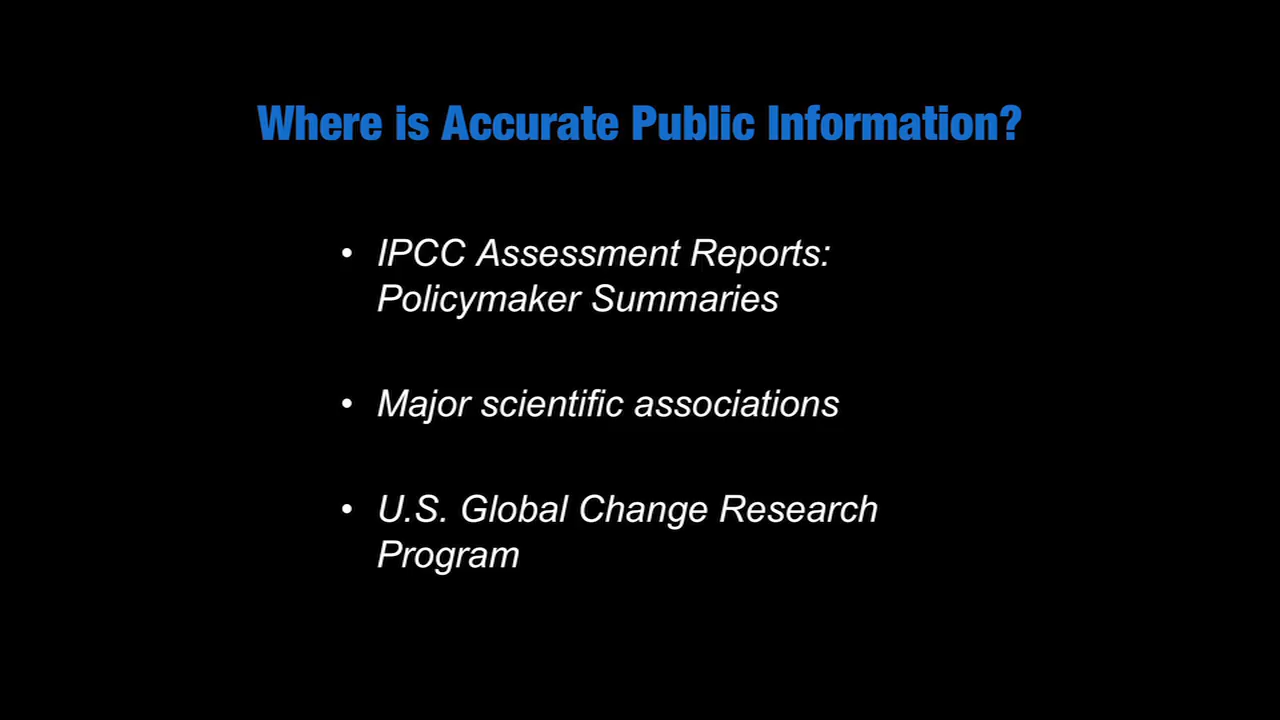 Where is Accurate Public Information?
• IPCC Assessment Reports:
Policymaker Summaries
• Major scientific associations
• U.S. Global Change Research
Program